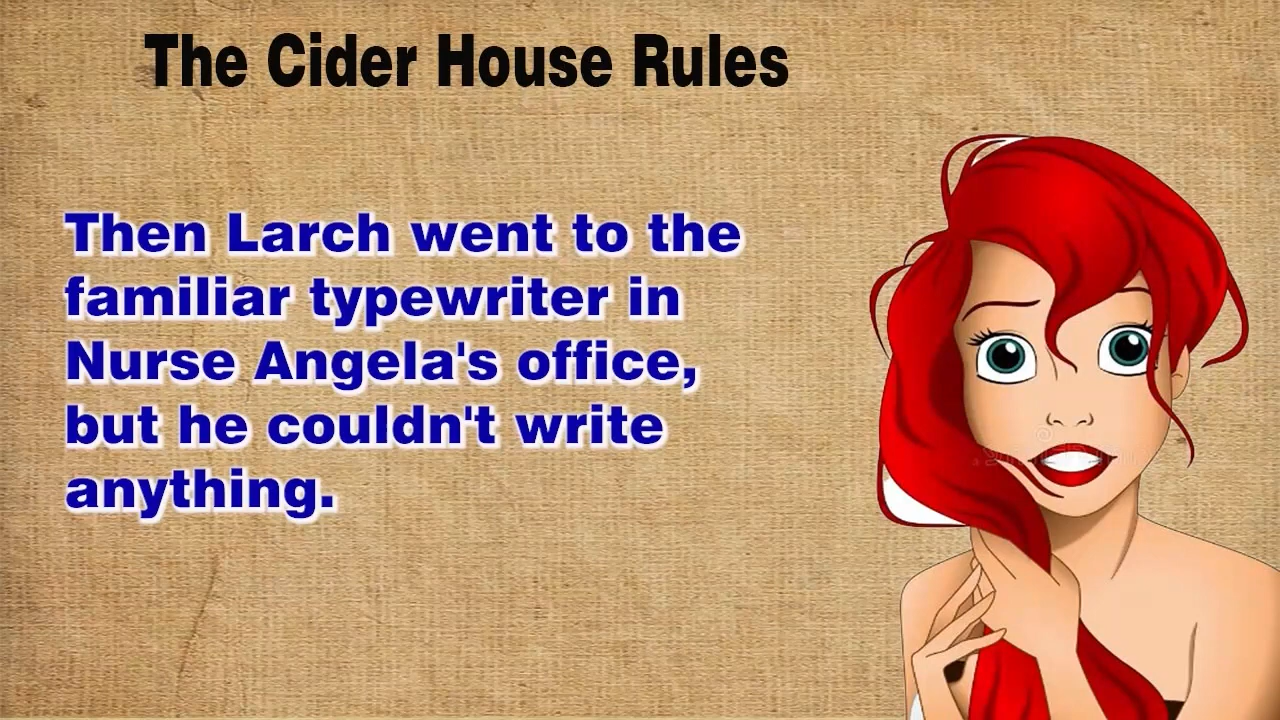 The Cider House Rules
Then Larch went to the
familiar typewriter in
Nurse Angela's office,
but he couldn't write
anything.